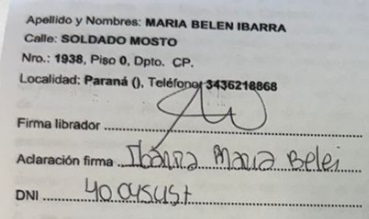 Apellido y Nombres: MARIA BELEN IBARRA
Calle: SOLDADO MOSTO
Nro.: 1938, Piso 0, Dpto. CP.
Localidad: Paraná (), Teléfono: 3436218868
Firma librador
Aclaración firma Ibarra Maria Belei
DNI